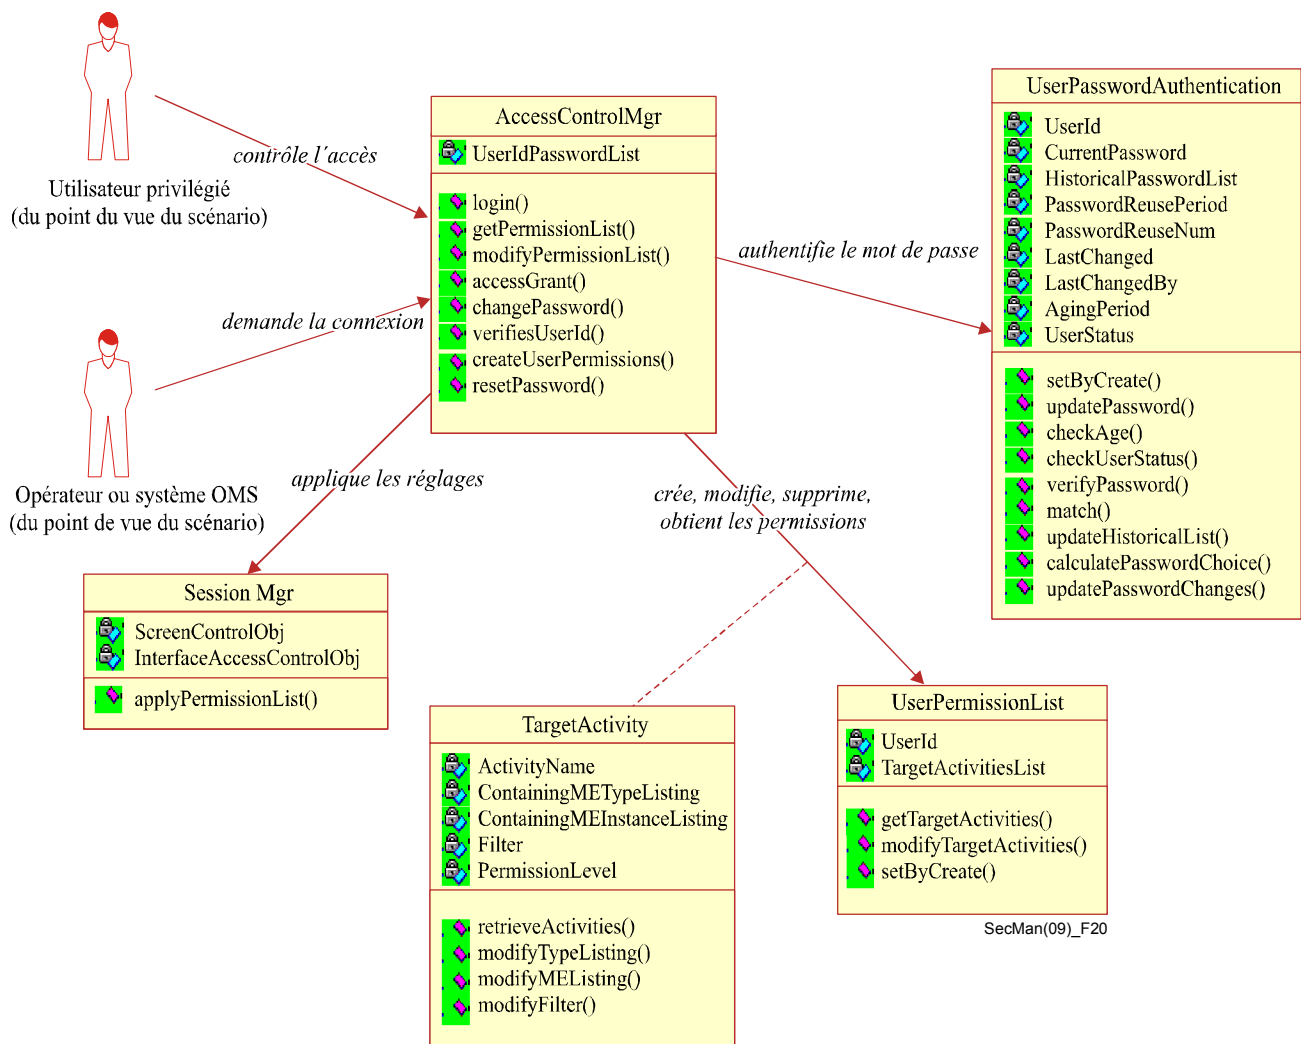 Utilisateur privilégié
(du point du vue du scénario)
contrôle l´accès
Opérateur ou système OMS
(du point de vue du scénario)
demande la connexion
AccessControlMgr
UserIdPasswordList
login()
getPermissionList()
modifyPermissionList()
accessGrant()
changePassword()
verifiesUserId()
createUserPermissions()
resetPassword()
authentifie le mot de passe
UserPasswordAuthentication
UserId
CurrentPassword
HistoricalPasswordList
PasswordReusePeriod
PasswordReuseNum
LastChanged
LastChangedBy
AgingPeriod
UserStatus
setByCreate()
updatePassword()
checkAge()
checkUserStatus()
verifyPassword()
match()
updateHistoricalList()
calculatePasswordChoice()
updatePasswordChanges()
applique les réglages
crée, modifie, supprime,
obtient les permissions
Session Mgr
ScreenControlObj
InterfaceAccessControlObj
applyPermissionList()
TargetActivity
ActivityName
ContainingMETypeListing
ContainingMEInstanceListing
Filter
PermissionLevel
retrieveActivities()
modifyTypeListing()
modifyMEListing()
modifyFilter()
UserPermissionList
UserId
TargetActivitiesList
getTargetActivities()
modifyTargetActivities()
setByCreate()
SecMan(09)_F20